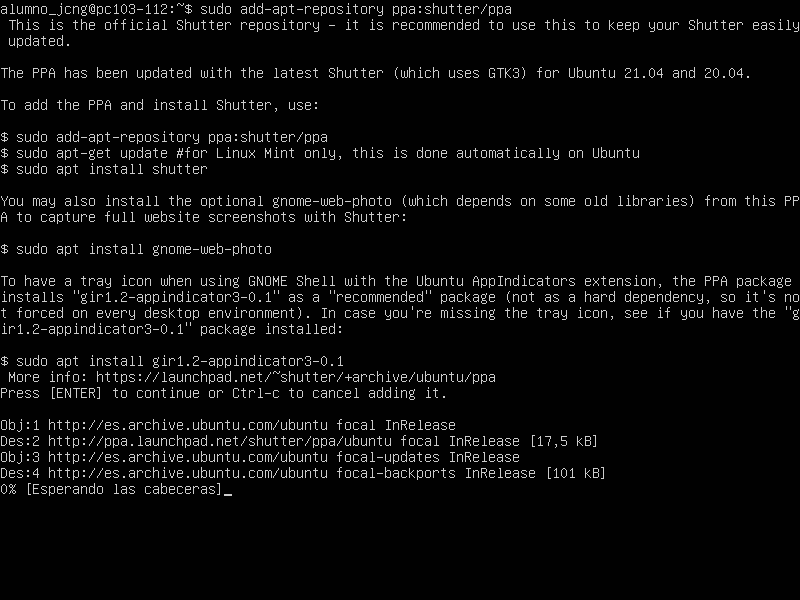 alumno_jcng@pc103-112:~$ sudo add-apt-repository ppa:shutter/ppa
 This is the official Shutter repository - it is recommended to use this to keep your Shutter easily
 updated.

The PPA has been updated with the latest Shutter (which uses GTK3) for Ubuntu 21.04 and 20.04.

To add the PPA and install Shutter, use:

$ sudo add-apt-repository ppa:shutter/ppa
$ sudo apt-get update #for Linux Mint only, this is done automatically on Ubuntu
$ sudo apt install shutter

You may also install the optional gnome-web-photo (which depends on some old libraries) from this PP
A to capture full website screenshots with Shutter:

$ sudo apt install gnome-web-photo

To have a tray icon when using GNOME Shell with the Ubuntu AppIndicators extension, the PPA package
installs "gir1.2-appindicator3-0.1" as a "recommended" package (not as a hard dependency, so it's no
t forced on every desktop environment). In case you're missing the tray icon, see if you have the "g
ir1.2-appindicator3-0.1" package installed:

$ sudo apt install gir1.2-appindicator3-0.1
 More info: https://launchpad.net/~shutter/+archive/ubuntu/ppa
Press [ENTER] to continue or Ctrl-c to cancel adding it.

Obj:1 http://es.archive.ubuntu.com/ubuntu focal InRelease
Des:2 http://ppa.launchpad.net/shutter/ppa/ubuntu focal InRelease [17,5 kB]
Obj:3 http://es.archive.ubuntu.com/ubuntu focal-updates InRelease
Des:4 http://es.archive.ubuntu.com/ubuntu focal-backports InRelease [101 kB]
0% [Esperando las cabeceras]_